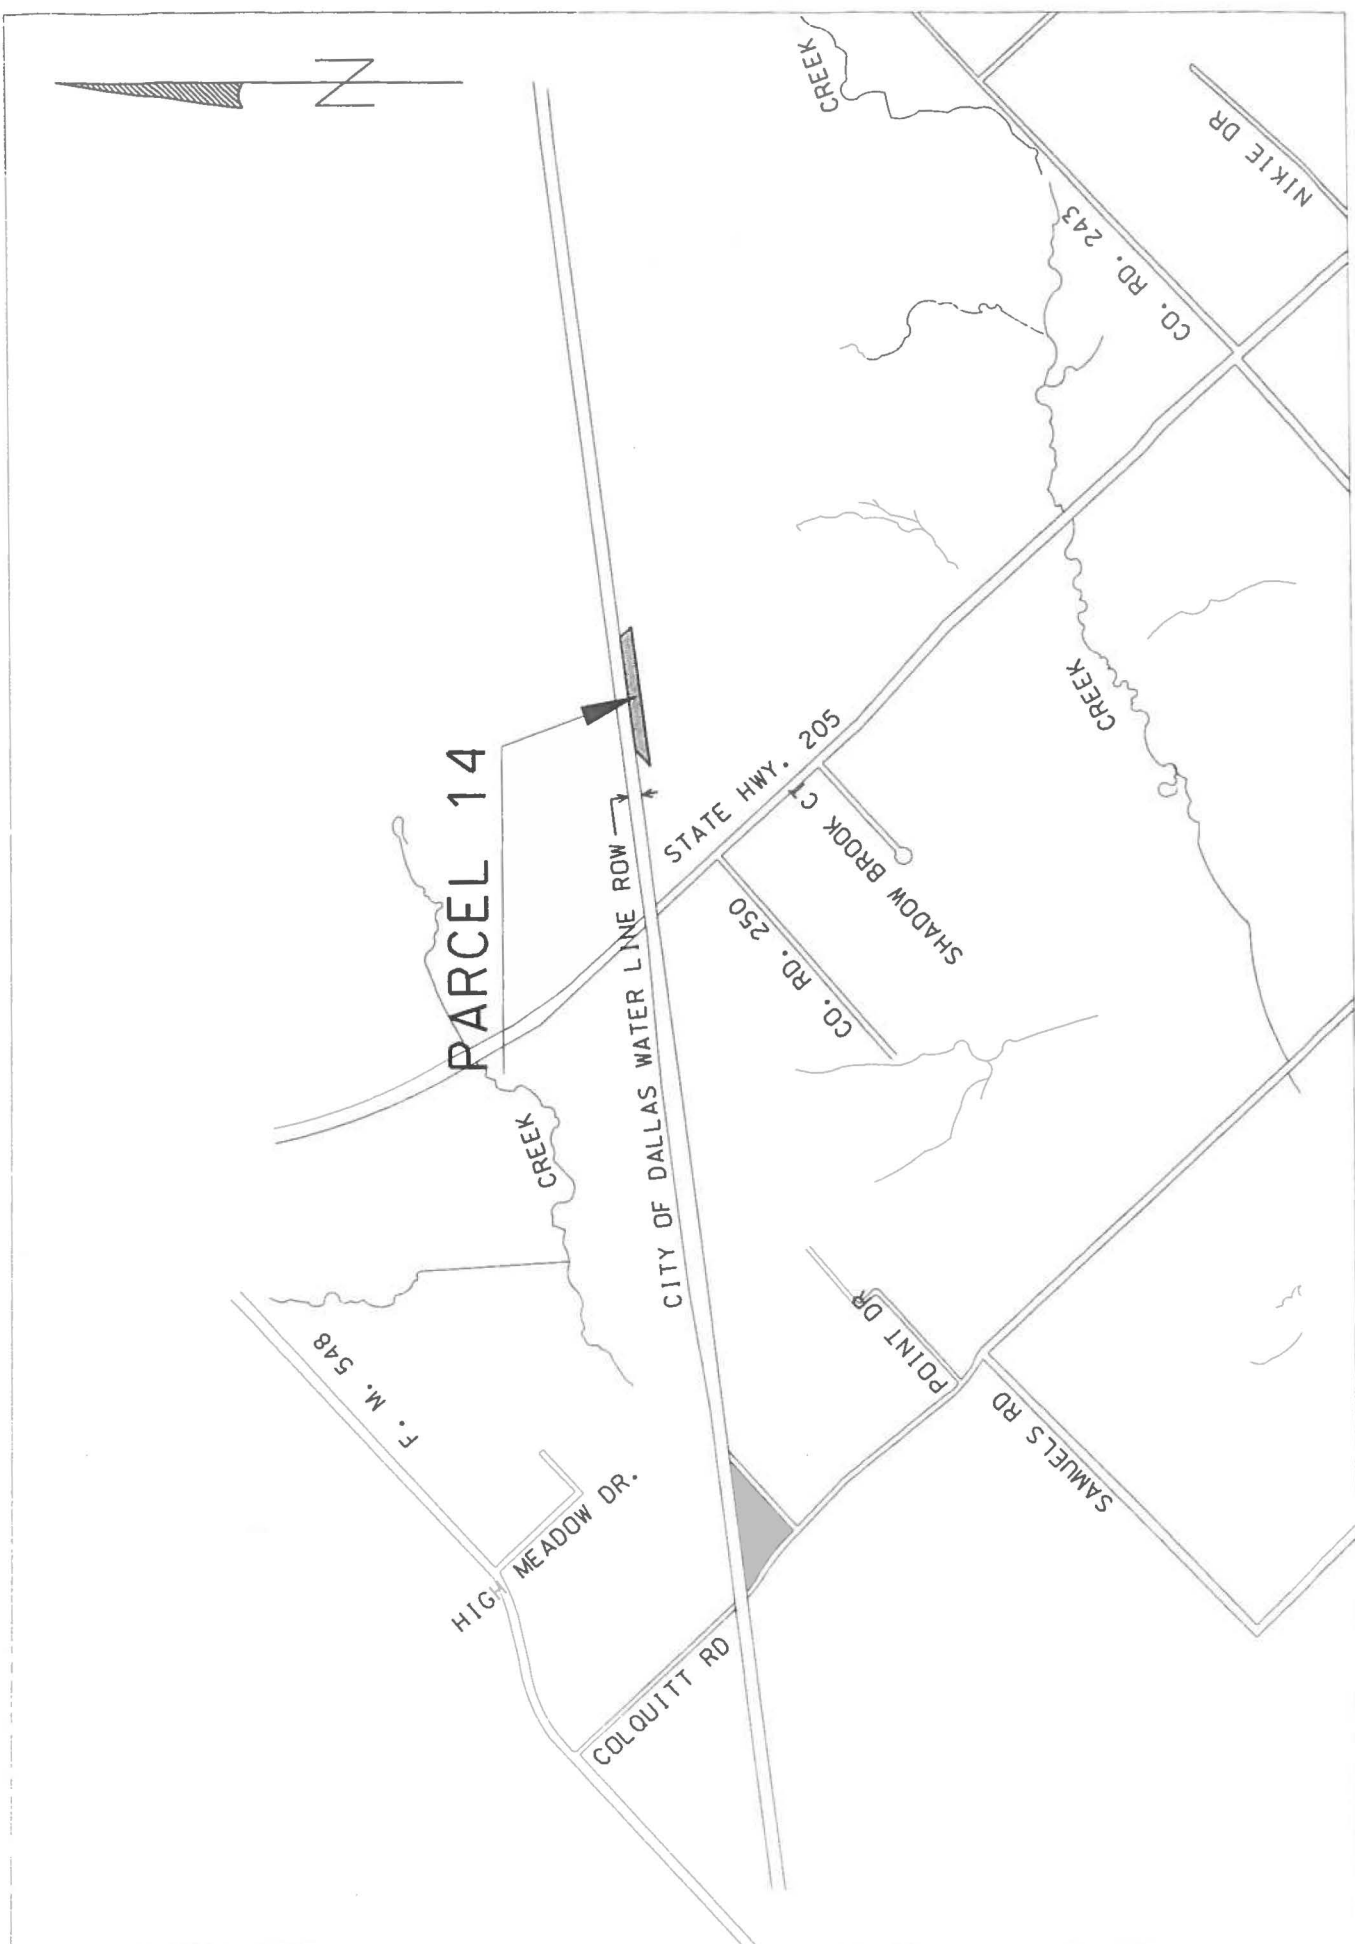 N
PARCEL 14
CITY OF DALLAS WATER LINE ROW
STATE HWY. 205
CREEK
F. M. 548
HIGH MEADOW DR.
COLQUITT RD
CO. RD. 250
SHADOW BROOK CT
POINT DR
SAMUELS RD
CREEK
CREEK
CO. RD. 243
NIKIE DR